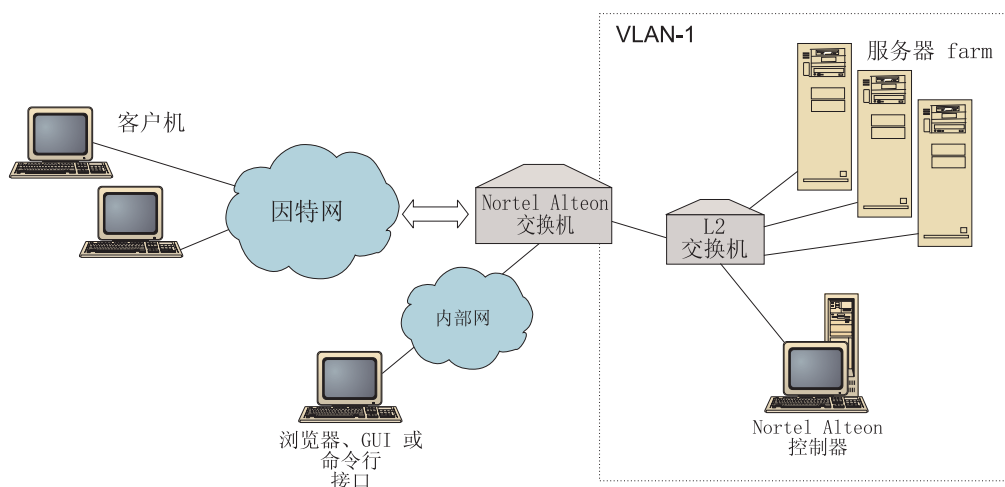 VLAN-1
服务器 farm
客户机
因特网
Nortel Alteon
交换机
L2
交换机
内部网
浏览器、GUI 或
命令行
接口
Nortel Alteon
控制器